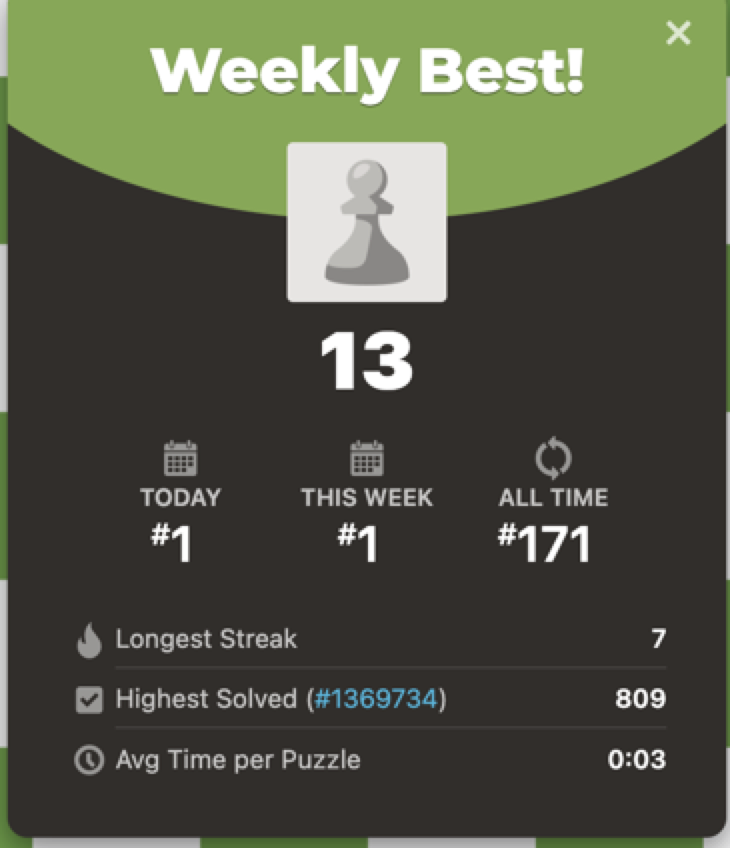 Weekly Best!
13
TODAY THIS WEEK ALL TIME
#1 #1 #171
Longest Streak 7
Highest Solved (#1369734) 809
Avg Time per Puzzle 0:03